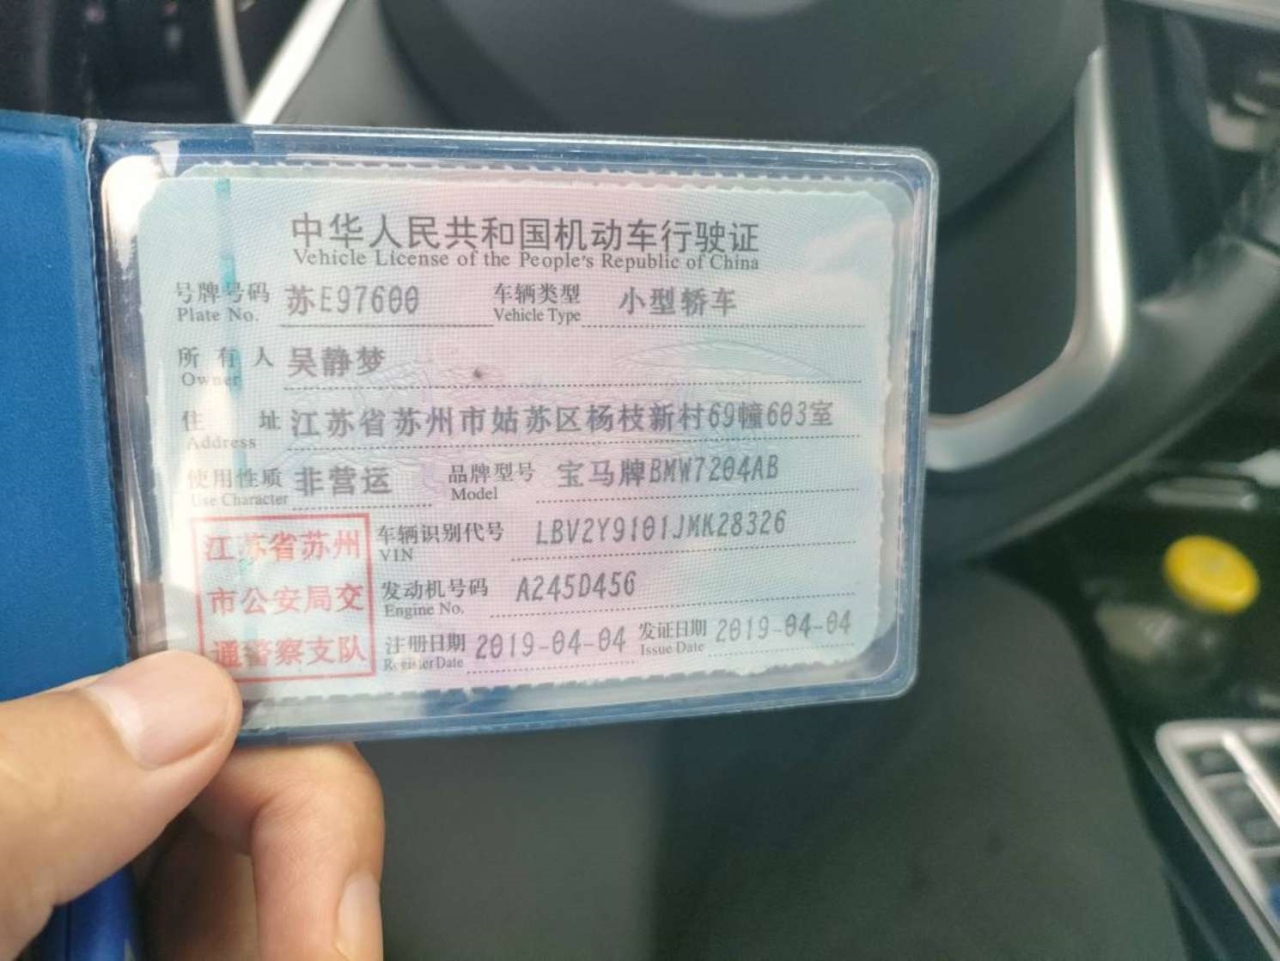 中华人民共和国机动车行驶证
Vehicle License of the People's Republic of China
号牌号码 苏E97600 车辆类型 小型轿车
Plate No. Vehicle Type
所有人 吴静梦
Owner
住址 江苏省苏州市姑苏区杨枝新村69幢603室
Address
使用性质 非营运 品牌型号 宝马牌BMW7204AB
Use Character Model
江苏省苏州
市公安局交
通警察支队
车辆识别代号 LBV2Y9101JMK28326
VIN
发动机号码 A245D456
Engine No.
注册日期 2019-04-04 发证日期 2019-04-04
Register Date Issue Date